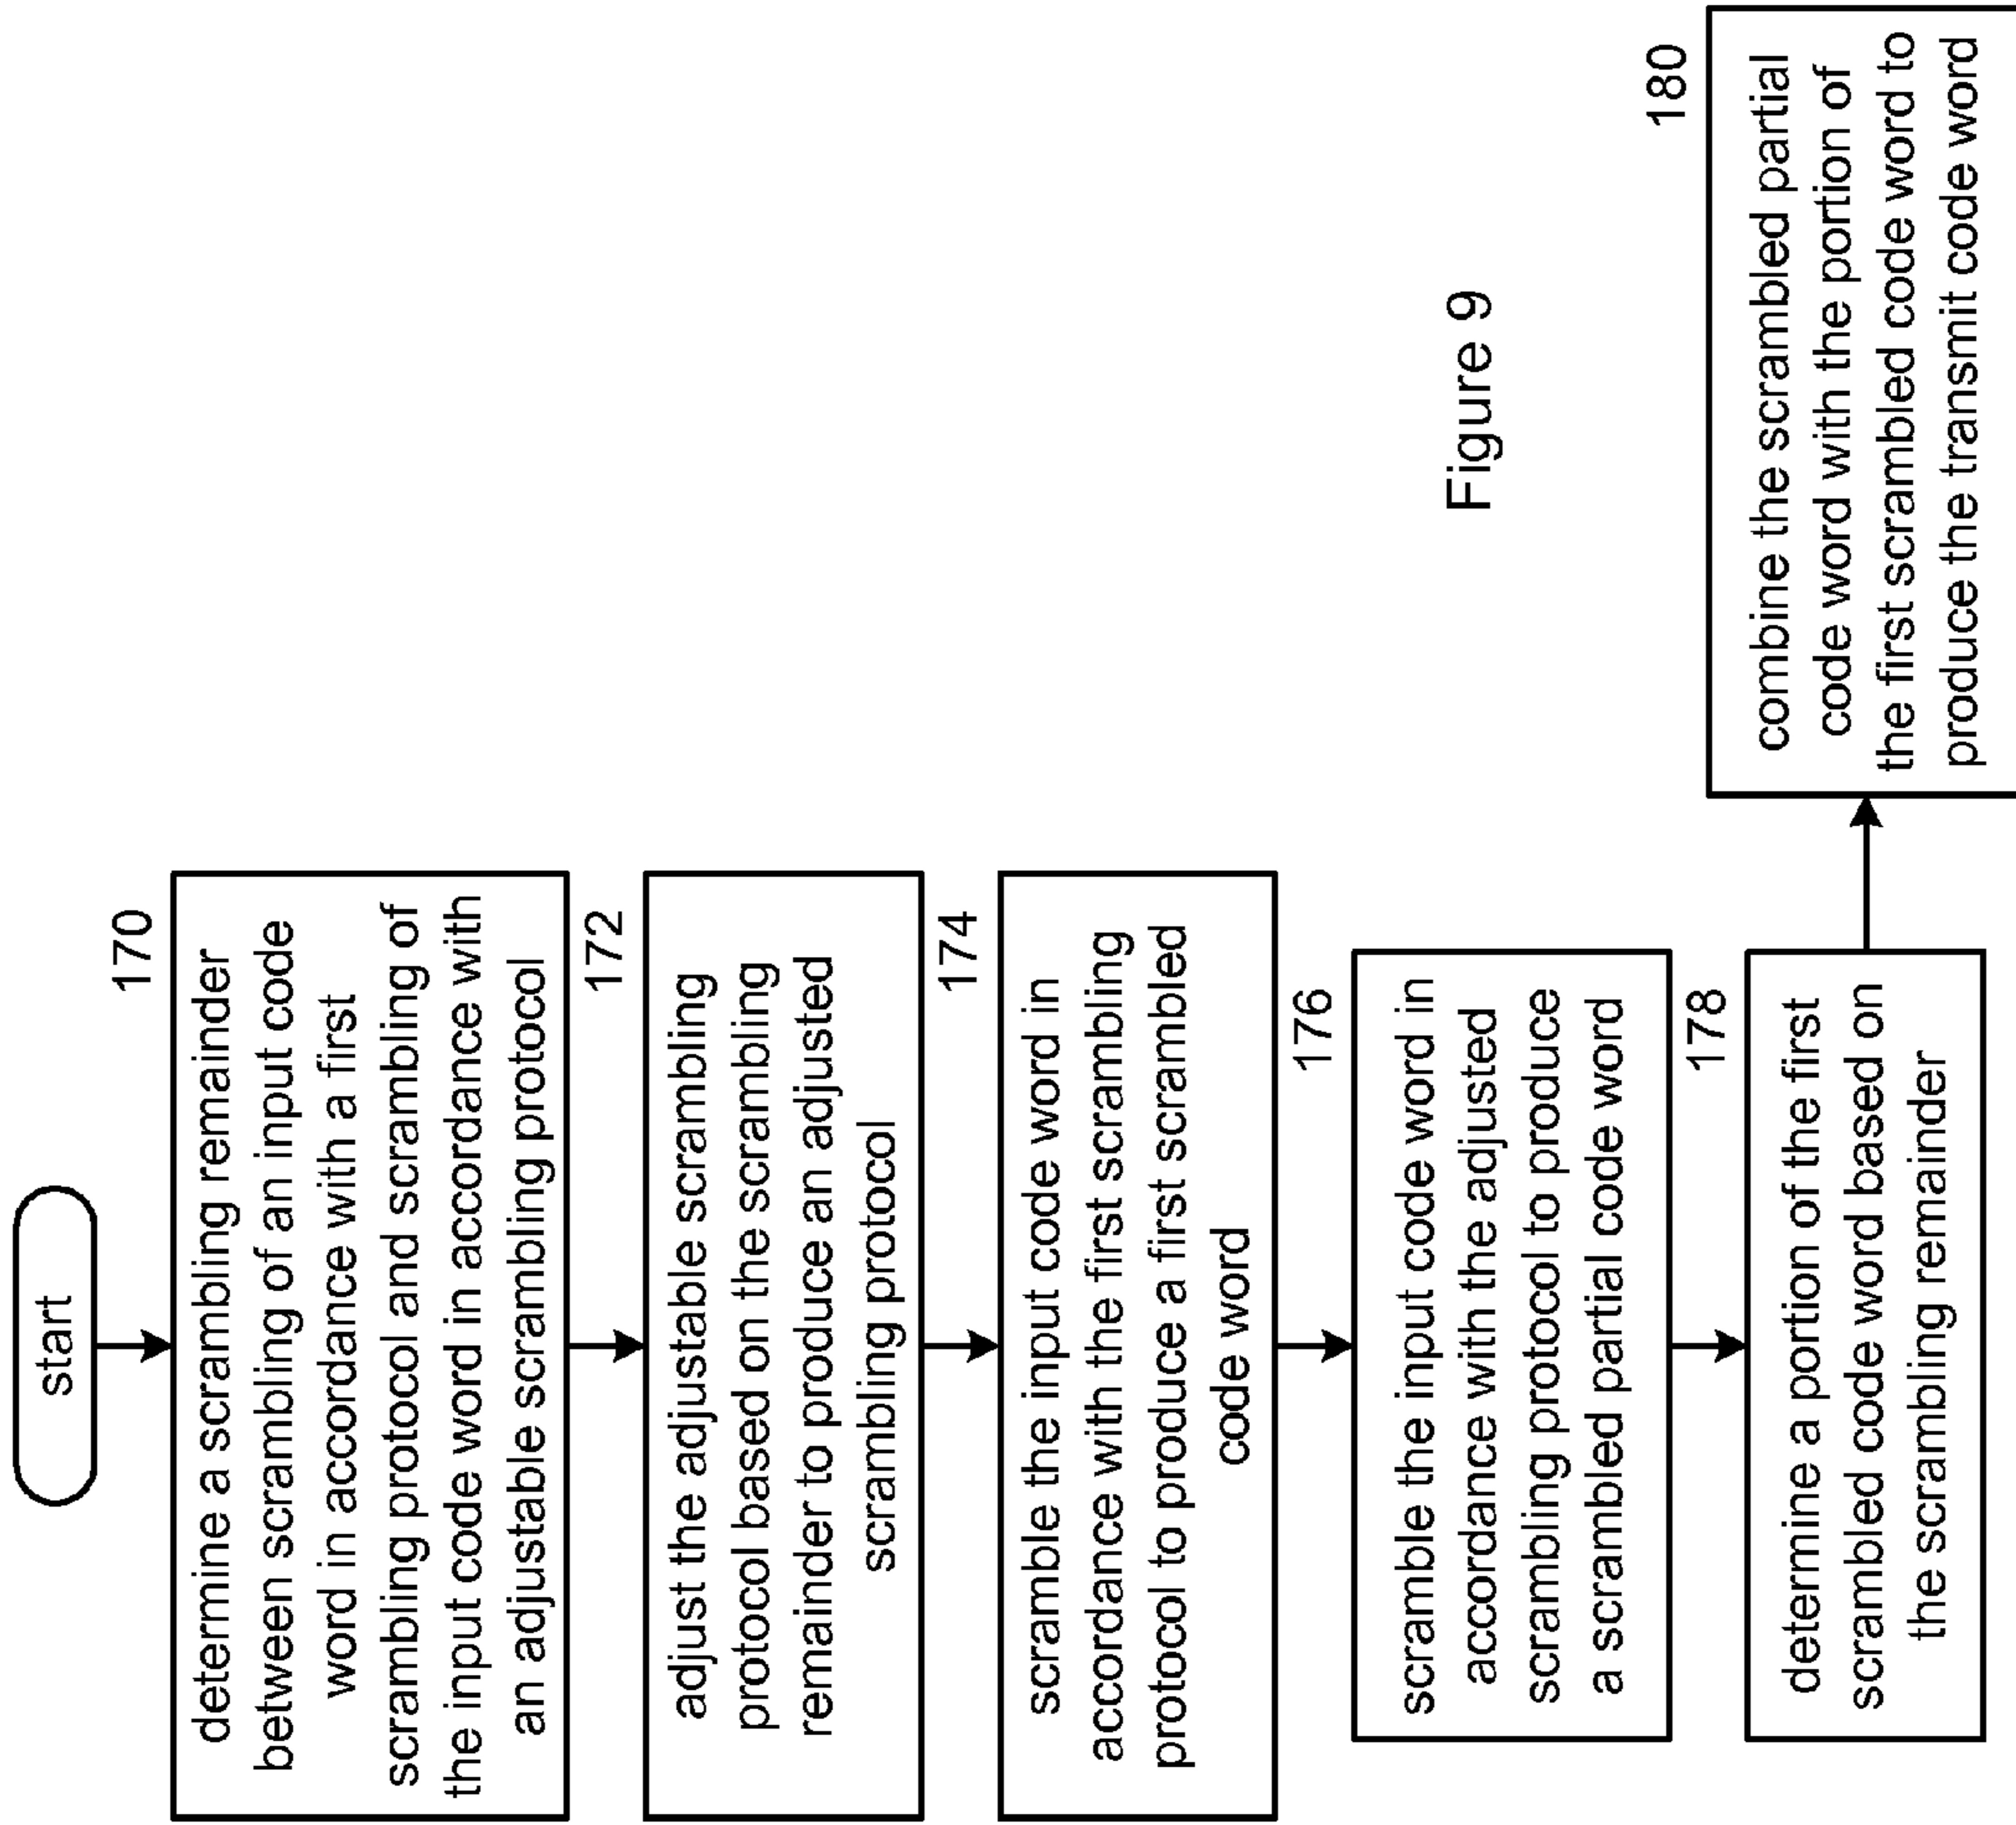 start
170
determine a scrambling remainder
between scrambling of an input code
word in accordance with a first
scrambling protocol and scrambling of
the input code word in accordance with
an adjustable scrambling protocol
172
adjust the adjustable scrambling
protocol based on the scrambling
remainder to produce an adjusted
scrambling protocol
174
scramble the input code word in
accordance with the first scrambling
protocol to produce a first scrambled
code word
176
scramble the input code word in
accordance with the adjusted
scrambling protocol to produce
a scrambled partial code word
178
determine a portion of the first
scrambled code word based on
the scrambling remainder
180
combine the scrambled partial
code word with the portion of
the first scrambled code word to
produce the transmit code word
Figure 9